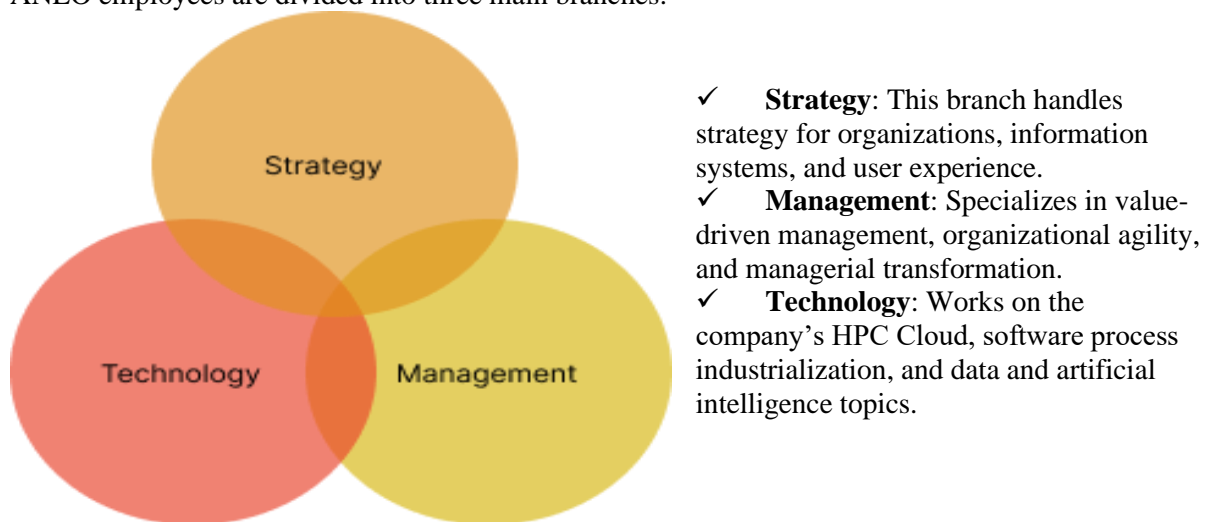 ANEO employees are divided into three main branches:
Strategy
Technology
Management
✓ Strategy: This branch handles
strategy for organizations, information
systems, and user experience.
✓ Management: Specializes in value-
driven management, organizational agility,
and managerial transformation.
✓ Technology: Works on the
company’s HPC Cloud, software process
industrialization, and data and artificial
intelligence topics.